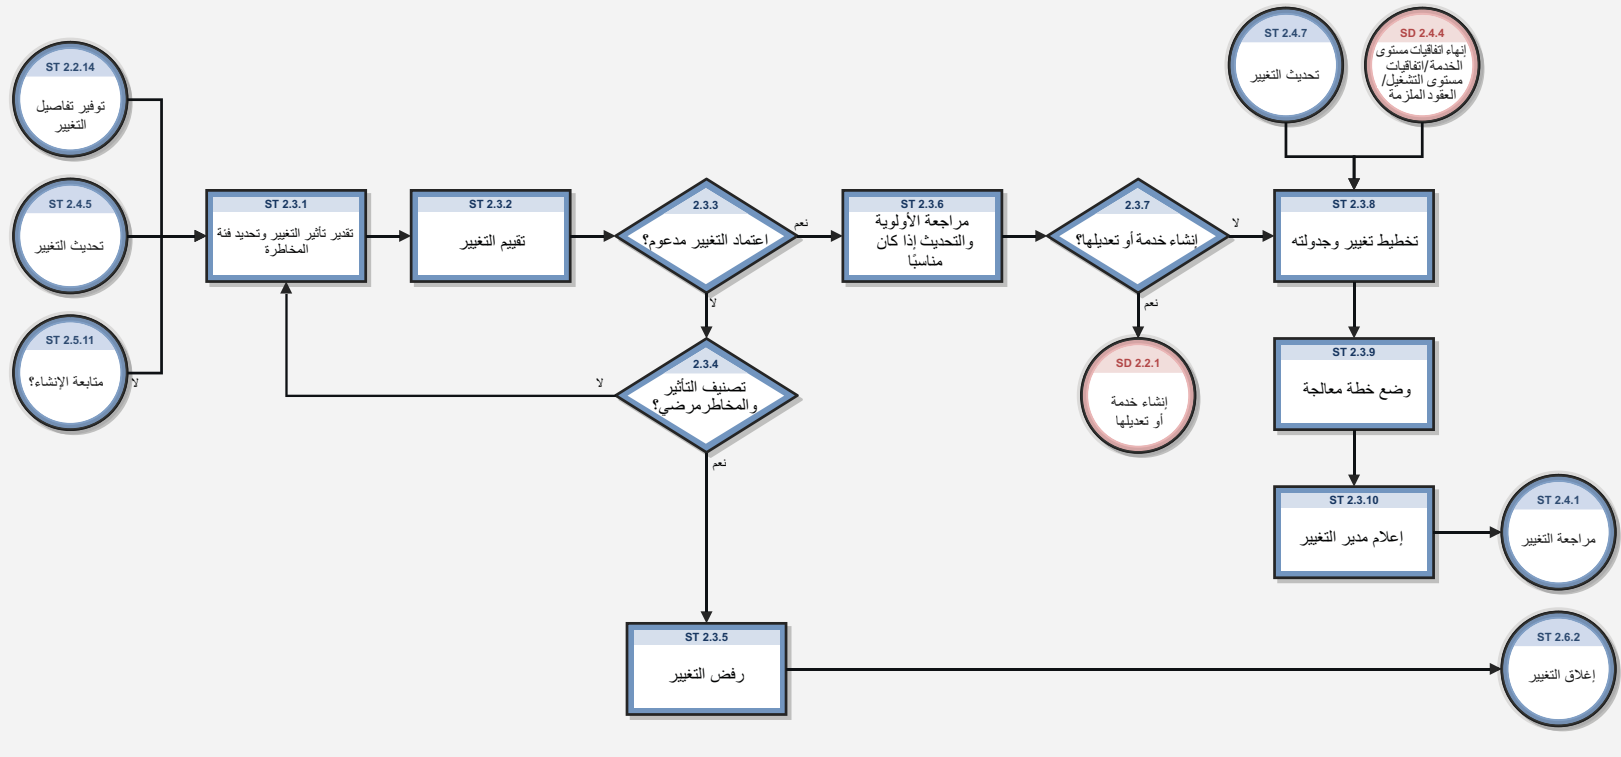 ST 2.4.7
تحديث التغيير
SD 2.4.4
إنهاء اتفاقيات مستوى
الخدمة/اتفاقيات
مستوى التشغيل/
العقود الملزمة
ST 2.2.14
توفير تفاصيل
التغيير
ST 2.4.5
تحديث التغيير
ST 2.5.11
متابعة الإنشاء؟
لا
ST 2.3.1
تقدير تأثير التغيير وتحديد فئة
المخاطرة
ST 2.3.2
تقييم التغيير
2.3.3
اعتماد التغيير مدعوم؟
نعم
لا
ST 2.3.6
مراجعة الأولوية
والتحديث إذا كان
مناسبًا
2.3.7
إنشاء خدمة أو تعديلها؟
لا
نعم
ST 2.3.8
تخطيط تغيير وجدولته
2.3.4
تصنيف التأثير
والمخاطرمرضي؟
لا
نعم
SD 2.2.1
إنشاء خدمة
أو تعديلها
ST 2.3.9
وضع خطة معالجة
ST 2.3.10
إعلام مدير التغيير
ST 2.4.1
مراجعة التغيير
ST 2.3.5
رفض التغيير
ST 2.6.2
إغلاق التغيير